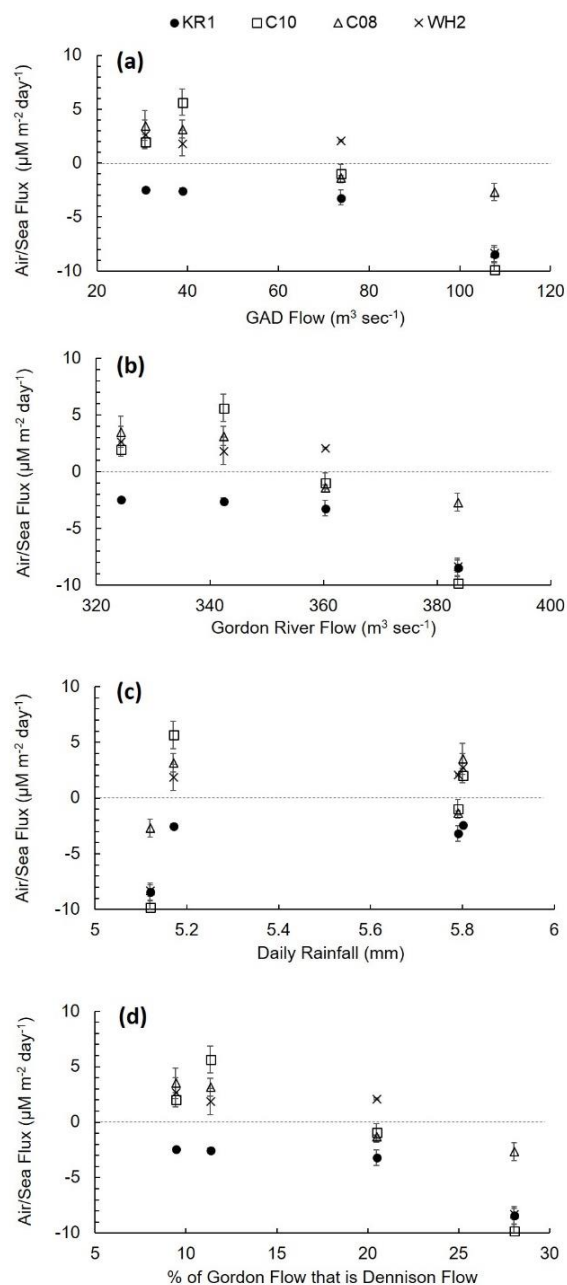 KR1 C10 C08 WH2
(a)
Air/Sea Flux (µM m⁻² day⁻¹)
10
5
0
-5
-10
20 40 60 80 100 120
GAD Flow (m³ sec⁻¹)
(b)
Air/Sea Flux (µM m⁻² day⁻¹)
10
5
0
-5
-10
320 340 360 380 400
Gordon River Flow (m³ sec⁻¹)
(c)
Air/Sea Flux (µM m⁻² day⁻¹)
10
5
0
-5
-10
5 5.2 5.4 5.6 5.8 6
Daily Rainfall (mm)
(d)
Air/Sea Flux (µM m⁻² day⁻¹)
10
5
0
-5
-10
5 10 15 20 25 30
% of Gordon Flow that is Dennison Flow